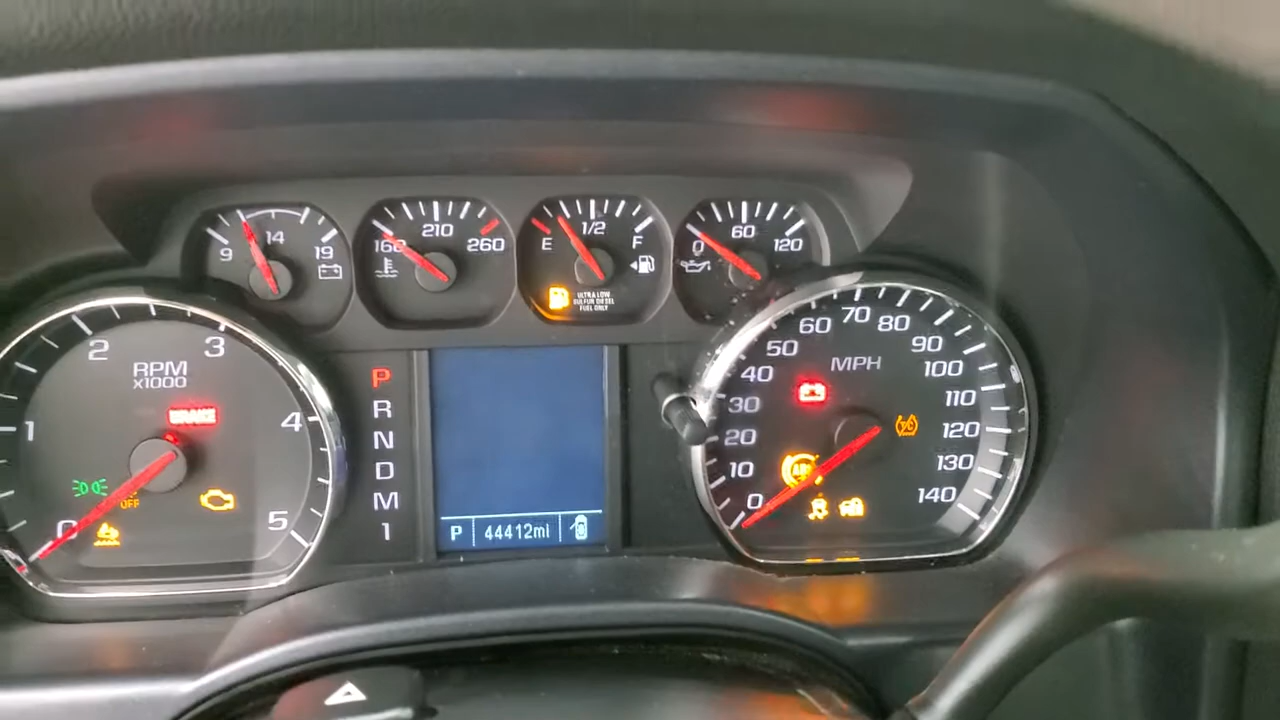 9 14 19
160 210 260
E 1/2 F
ULTRA LOW
SULFUR DIESEL
FUEL ONLY
0 60 120
RPM
x1000
0 1 2 3 4 5
BRAKE
OFF
P
R
N
D
M
1
P 44412mi
MPH
0 10 20 30 40 50 60 70 80 90 100 110 120 130 140
T/C
ABS